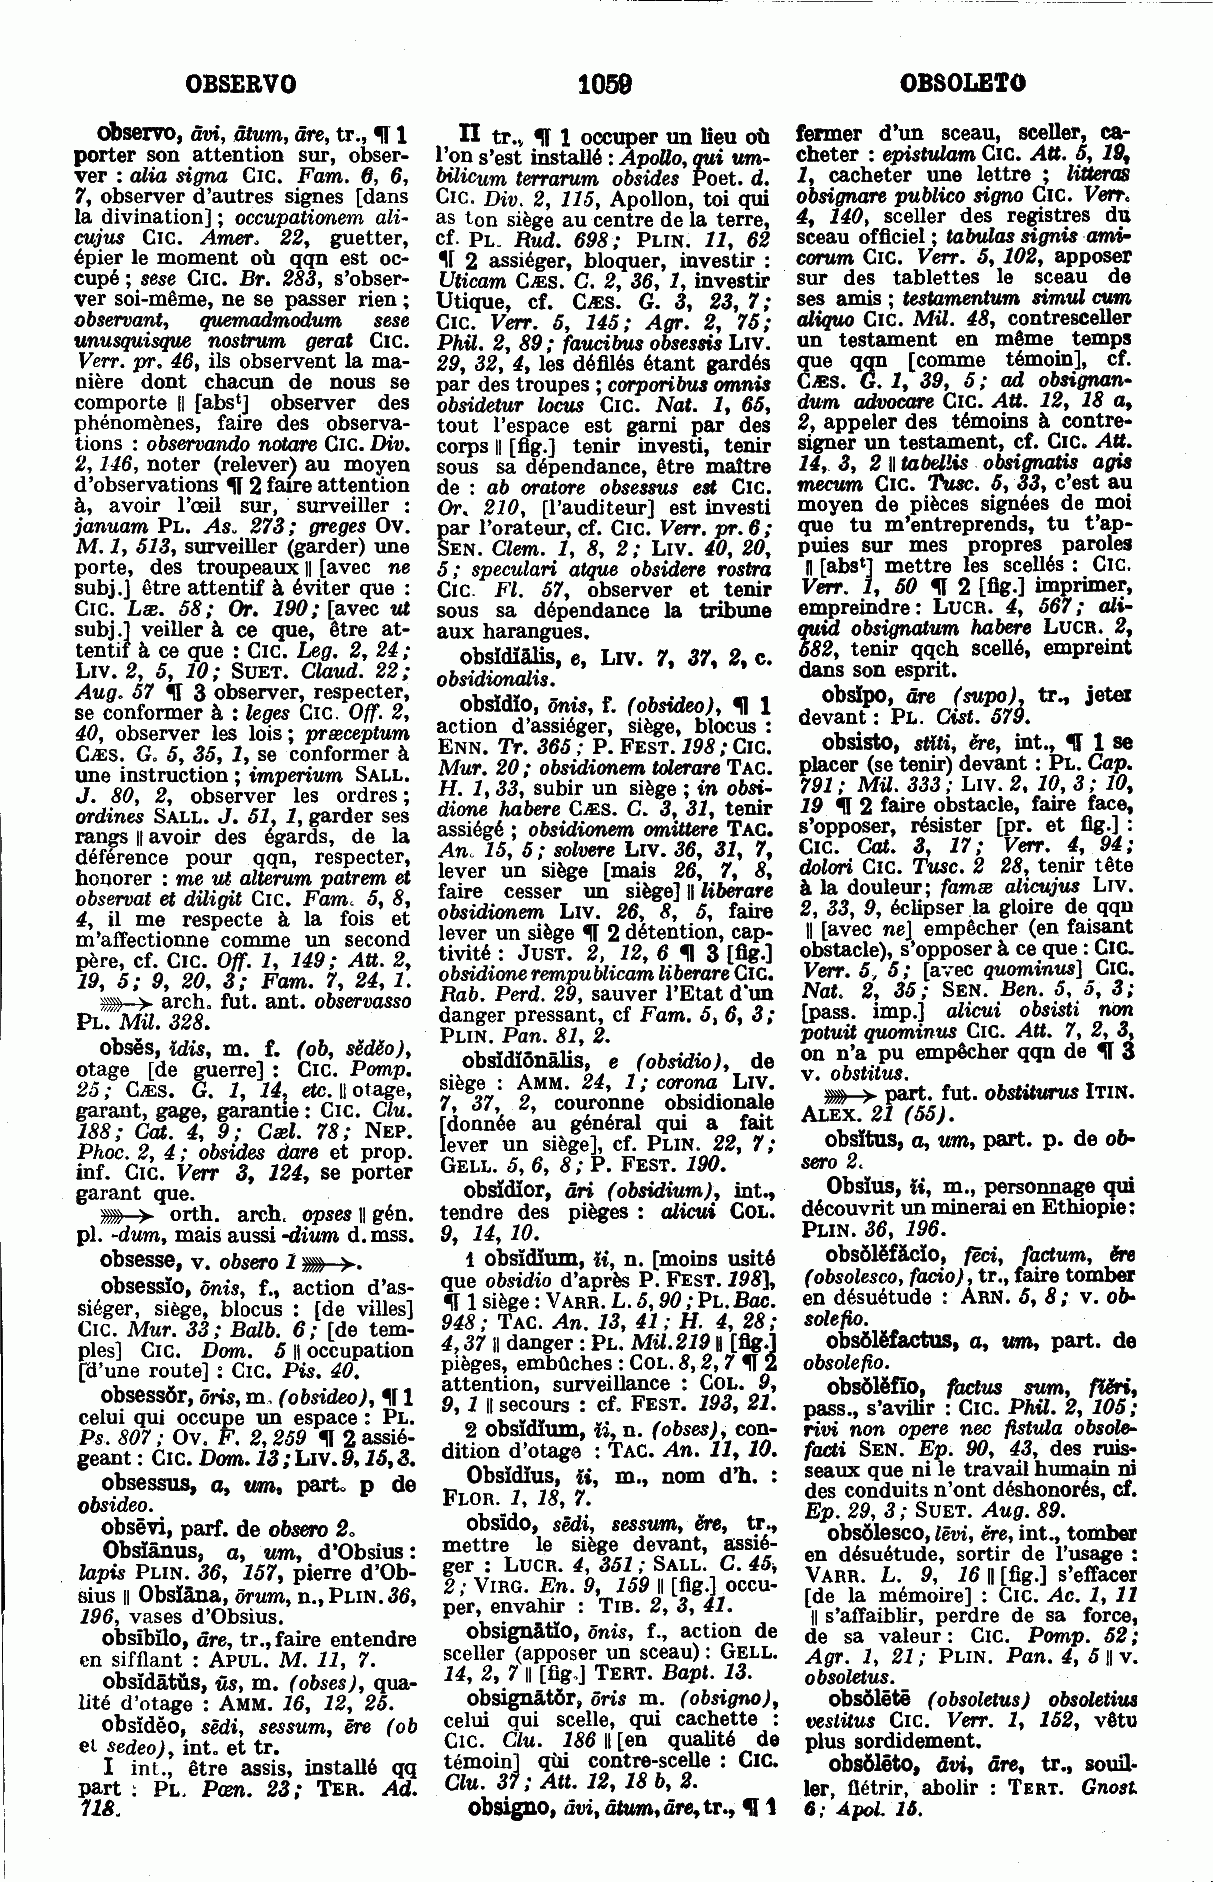 OBSERVO 1059 OBSOLETO
observo, āvi, ātum, āre, tr., ¶ 1
porter son attention sur, obser-
ver : alia signa CIC. Fam. 6, 6,
7, observer d'autres signes [dans
la divination] ; occupationem ali-
cujus CIC. Amer. 22, guetter,
épier le moment où qqn est oc-
cupé ; sese CIC. Br. 283, s'obser-
ver soi-même, ne se passer rien ;
observant, quemadmodum sese
unusquisque nostrum gerat CIC.
Verr. pr. 46, ils observent la ma-
nière dont chacun de nous se
comporte || [absᵗ] observer des
phénomènes, faire des observa-
tions : observando notare CIC. Div.
2, 146, noter (relever) au moyen
d'observations ¶ 2 faire attention
à, avoir l'œil sur, surveiller :
januam PL. As. 273 ; greges OV.
M. 1, 513, surveiller (garder) une
porte, des troupeaux || [avec ne
subj.] être attentif à éviter que :
CIC. Læ. 58 ; Or. 190 ; [avec ut
subj.] veiller à ce que, être at-
tentif à ce que : CIC. Leg. 2, 24 ;
LIV. 2, 5, 10 ; SUET. Claud. 22 ;
Aug. 57 ¶ 3 observer, respecter,
se conformer à : leges CIC. Off. 2,
40, observer les lois ; præceptum
CÆS. G. 5, 35, 1, se conformer à
une instruction ; imperium SALL.
J. 80, 2, observer les ordres ;
ordines SALL. J. 51, 1, garder ses
rangs || avoir des égards, de la
déférence pour qqn, respecter,
honorer : me ut alterum patrem et
observat et diligit CIC. Fam. 5, 8,
4, il me respecte à la fois et
m'affectionne comme un second
père, cf. CIC. Off. 1, 149 ; Att. 2,
19, 5 ; 9, 20, 3 ; Fam. 7, 24, 1.
»»→ arch. fut. ant. observasso
PL. Mil. 328.
obsĕs, ĭdis, m. f. (ob, sĕdĕo),
otage [de guerre] : CIC. Pomp.
25 ; CÆS. G. 1, 14, etc. || otage,
garant, gage, garantie : CIC. Clu.
188 ; Cat. 4, 9 ; Cæl. 78 ; NEP.
Phoc. 2, 4 ; obsides dare et prop.
inf. CIC. Verr 3, 124, se porter
garant que.
»»→ orth. arch. opses || gén.
pl. -dum, mais aussi -dium d. mss.
obsesse, v. obsero 1 »»→.
obsessĭo, ōnis, f., action d'as-
siéger, siège, blocus : [de villes]
CIC. Mur. 33 ; Balb. 6 ; [de tem-
ples] CIC. Dom. 5 || occupation
[d'une route] : CIC. Pis. 40.
obsessŏr, ōris, m. (obsideo), ¶ 1
celui qui occupe un espace : PL.
Ps. 807 ; OV. F. 2, 259 ¶ 2 assié-
geant : CIC. Dom. 13 ; LIV. 9, 15, 3.
obsessus, a, um, part. p de
obsideo.
obsēvi, parf. de obsero 2.
Obsĭānus, a, um, d'Obsius :
lapis PLIN. 36, 157, pierre d'Ob-
sius || Obsĭāna, ōrum, n., PLIN. 36,
196, vases d'Obsius.
obsībĭlo, āre, tr., faire entendre
en sifflant : APUL. M. 11, 7.
obsĭdātŭs, ūs, m. (obses), qua-
lité d'otage : AMM. 16, 12, 25.
obsĭdĕo, sēdi, sessum, ēre (ob
et sedeo), int. et tr.
I int., être assis, installé qq
part : PL. Pœn. 23 ; TER. Ad.
718.
II tr., ¶ 1 occuper un lieu où
l'on s'est installé : Apollo, qui um-
bilicum terrarum obsides Poet. d.
CIC. Div. 2, 115, Apollon, toi qui
as ton siège au centre de la terre,
cf. PL. Rud. 698 ; PLIN. 11, 62
¶ 2 assiéger, bloquer, investir :
Uticam CÆS. C. 2, 36, 1, investir
Utique, cf. CÆS. G. 3, 23, 7 ;
CIC. Verr. 5, 145 ; Agr. 2, 75 ;
Phil. 2, 89 ; faucibus obsessis LIV.
29, 32, 4, les défilés étant gardés
par des troupes ; corporibus omnis
obsidetur locus CIC. Nat. 1, 65,
tout l'espace est garni par des
corps || [fig.] tenir investi, tenir
sous sa dépendance, être maître
de : ab oratore obsessus est CIC.
Or. 210, [l'auditeur] est investi
par l'orateur, cf. CIC. Verr. pr. 6 ;
SEN. Clem. 1, 8, 2 ; LIV. 40, 20,
5 ; speculari atque obsidere rostra
CIC. Fl. 57, observer et tenir
sous sa dépendance la tribune
aux harangues.
obsĭdĭālis, e, LIV. 7, 37, 2, c.
obsidionalis.
obsĭdĭo, ōnis, f. (obsideo), ¶ 1
action d'assiéger, siège, blocus :
ENN. Tr. 365 ; P. FEST. 198 ; CIC.
Mur. 20 ; obsidionem tolerare TAC.
H. 1, 33, subir un siège ; in obsi-
dione habere CÆS. C. 3, 31, tenir
assiégé ; obsidionem omittere TAC.
An. 15, 5 ; solvere LIV. 36, 31, 7,
lever un siège [mais 26, 7, 8,
faire cesser un siège] || liberare
obsidionem LIV. 26, 8, 5, faire
lever un siège ¶ 2 détention, cap-
tivité : JUST. 2, 12, 6 ¶ 3 [fig.]
obsidione rempublicam liberare CIC.
Rab. Perd. 29, sauver l'Etat d'un
danger pressant, cf Fam. 5, 6, 3 ;
PLIN. Pan. 81, 2.
obsĭdĭōnālis, e (obsidio), de
siège : AMM. 24, 1 ; corona LIV.
7, 37, 2, couronne obsidionale
[donnée au général qui a fait
lever un siège], cf. PLIN. 22, 7 ;
GELL. 5, 6, 8 ; P. FEST. 190.
obsĭdĭor, āri (obsidium), int.,
tendre des pièges : alicui COL.
9, 14, 10.
1 obsĭdĭum, ĭi, n. [moins usité
que obsidio d'après P. FEST. 198],
¶ 1 siège : VARR. L. 5, 90 ; PL. Bac.
948 ; TAC. An. 13, 41 ; H. 4, 28 ;
4, 37 || danger : PL. Mil. 219 || [fig.]
pièges, embûches : COL. 8, 2, 7 ¶ 2
attention, surveillance : COL. 9,
9, 1 || secours : cf. FEST. 193, 21.
2 obsĭdĭum, ĭi, n. (obses), con-
dition d'otage : TAC. An. 11, 10.
Obsĭdĭus, ĭi, m., nom d'h. :
FLOR. 1, 18, 7.
obsīdo, sēdi, sessum, ĕre, tr.,
mettre le siège devant, assié-
ger : LUCR. 4, 351 ; SALL. C. 45,
2 ; VIRG. En. 9, 159 || [fig.] occu-
per, envahir : TIB. 2, 3, 41.
obsignātĭo, ōnis, f., action de
sceller (apposer un sceau) : GELL.
14, 2, 7 || [fig.] TERT. Bapt. 13.
obsignātŏr, ōris m. (obsigno),
celui qui scelle, qui cachette :
CIC. Clu. 186 || [en qualité de
témoin] qui contre-scelle : CIC.
Clu. 37 ; Att. 12, 18 b, 2.
obsigno, āvi, ātum, āre, tr., ¶ 1
fermer d'un sceau, sceller, ca-
cheter : epistulam CIC. Att. 5, 19,
1, cacheter une lettre ; litteras
obsignare publico signo CIC. Verr.
4, 140, sceller des registres du
sceau officiel ; tabulas signis ami-
corum CIC. Verr. 5, 102, apposer
sur des tablettes le sceau de
ses amis ; testamentum simul cum
aliquo CIC. Mil. 48, contresceller
un testament en même temps
que qqn [comme témoin], cf.
CÆS. G. 1, 39, 5 ; ad obsignan-
dum advocare CIC. Att. 12, 18 a,
2, appeler des témoins à contre-
signer un testament, cf. CIC. Att.
14, 3, 2 || tabellis obsignatis agis
mecum CIC. Tusc. 5, 33, c'est au
moyen de pièces signées de moi
que tu m'entreprends, tu t'ap-
puies sur mes propres paroles
|| [absᵗ] mettre les scellés : CIC.
Verr. 1, 50 ¶ 2 [fig.] imprimer,
empreindre : LUCR. 4, 567 ; ali-
quid obsignatum habere LUCR. 2,
582, tenir qqch scellé, empreint
dans son esprit.
obsĭpo, āre (supo), tr., jeter
devant : PL. Cist. 579.
obsisto, stĭti, ĕre, int., ¶ 1 se
placer (se tenir) devant : PL. Cap.
791 ; Mil. 333 ; LIV. 2, 10, 3 ; 10,
19 ¶ 2 faire obstacle, faire face,
s'opposer, résister [pr. et fig.] :
CIC. Cat. 3, 17 ; Verr. 4, 94 ;
dolori CIC. Tusc. 2 28, tenir tête
à la douleur ; famæ alicujus LIV.
2, 33, 9, éclipser la gloire de qqn
|| [avec ne] empêcher (en faisant
obstacle), s'opposer à ce que : CIC.
Verr. 5, 5 ; [avec quominus] CIC.
Nat. 2, 35 ; SEN. Ben. 5, 5, 3 ;
[pass. imp.] alicui obsisti non
potuit quominus CIC. Att. 7, 2, 3,
on n'a pu empêcher qqn de ¶ 3
v. obstitus.
»»→ part. fut. obstiturus ITIN.
ALEX. 21 (55).
obsĭtus, a, um, part. p. de ob-
sero 2.
Obsĭus, ĭi, m., personnage qui
découvrit un minerai en Ethiopie :
PLIN. 36, 196.
obsŏlĕfăcĭo, fēci, factum, ĕre
(obsolesco, facio), tr., faire tomber
en désuétude : ARN. 5, 8 ; v. ob-
solefio.
obsŏlĕfactus, a, um, part. de
obsolefio.
obsŏlĕfīo, factus sum, fĭĕri,
pass., s'avilir : CIC. Phil. 2, 105 ;
rivi non opere nec fistula obsole-
facti SEN. Ep. 90, 43, des ruis-
seaux que ni le travail humain ni
des conduits n'ont déshonorés, cf.
Ep. 29, 3 ; SUET. Aug. 89.
obsŏlesco, lēvi, ĕre, int., tomber
en désuétude, sortir de l'usage :
VARR. L. 9, 16 || [fig.] s'effacer
[de la mémoire] : CIC. Ac. 1, 11
|| s'affaiblir, perdre de sa force,
de sa valeur : CIC. Pomp. 52 ;
Agr. 1, 21 ; PLIN. Pan. 4, 5 || v.
obsoletus.
obsŏlētē (obsoletus) obsoletius
vestitus CIC. Verr. 1, 152, vêtu
plus sordidement.
obsŏlēto, āvi, āre, tr., souil-
ler, flétrir, abolir : TERT. Gnost.
6 ; Apol. 15.